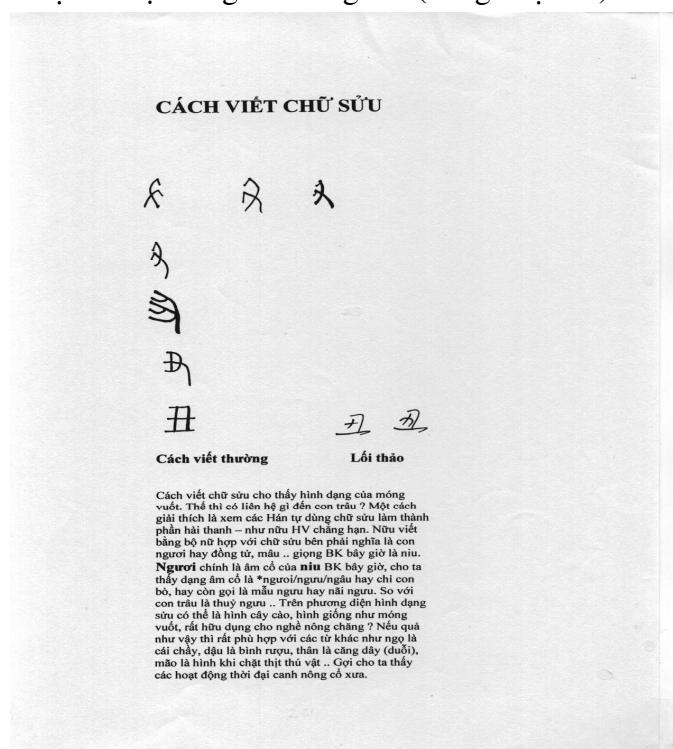 CÁCH VIẾT CHỮ SỬU
丑
丑 丑
Cách viết thường Lối thảo
Cách viết chữ sửu cho thấy hình dạng của móng
vuốt. Thế thì có liên hệ gì đến con trâu ? Một cách
giải thích là xem các Hán tự dùng chữ sửu làm thành
phần hài thanh – như nữu HV chẳng hạn. Nữu viết
bằng bộ nữ hợp với chữ sửu bên phải nghĩa là con
ngươi hay đồng tử, mâu .. giọng BK bây giờ là niu.
Ngươi chính là âm cổ của niu BK bây giờ, cho ta
thấy dạng âm cổ là *ngươi/ngưu/ngâu hay chỉ con
bò, hay còn gọi là mẫu ngưu hay nãi ngưu. So với
con trâu là thuỷ ngưu .. Trên phương diện hình dạng
sửu có thể là hình cây cào, hình giống như móng
vuốt, rất hữu dụng cho nghề nông chăng ? Nếu quả
như vậy thì rất phù hợp với các từ khác như ngọ là
cái chầy, dậu là bình rượu, thân là căng dây (duỗi),
mão là hình khi chặt thịt thú vật .. Gợi cho ta thấy
các hoạt động thời đại canh nông cổ xưa.